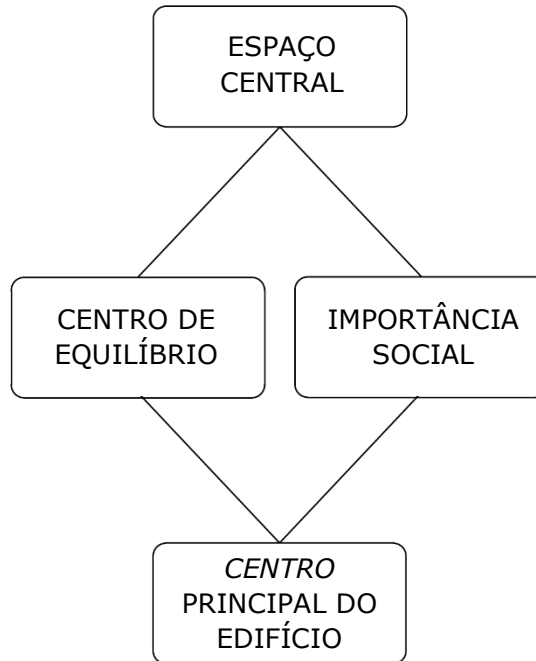 ESPAÇO
CENTRAL
CENTRO DE
EQUILÍBRIO
IMPORTÂNCIA
SOCIAL
CENTRO
PRINCIPAL DO
EDIFÍCIO